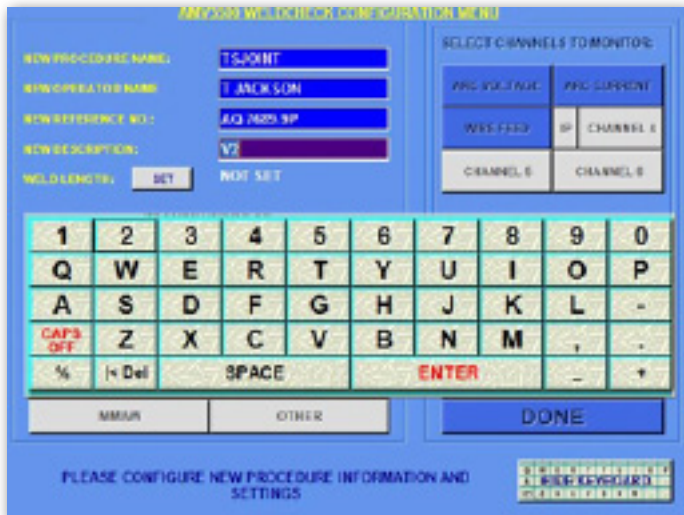 WELDCHECK CONFIGURATION MENU
SELECT CHANNELS TO MONITOR:
NEW PROCEDURE NAME: TSJOINT
NEW OPERATOR NAME T JACKSON
NEW REFERENCE NO.: AQ 7689.9P
NEW DESCRIPTION: V2
WELD LENGTH: SET NOT SET
ARC VOLTAGE ARC CURRENT
WIRE FEED CHANNEL
CHANNEL 5 CHANNEL 6
1 2 3 4 5 6 7 8 9 0
Q W E R T Y U I O P
A S D F G H J K L -
CAPS OFF Z X C V B N M , .
% |< Del SPACE ENTER _ +
MMAW OTHER DONE
PLEASE CONFIGURE NEW PROCEDURE INFORMATION AND
SETTINGS
HIDE KEYBOARD